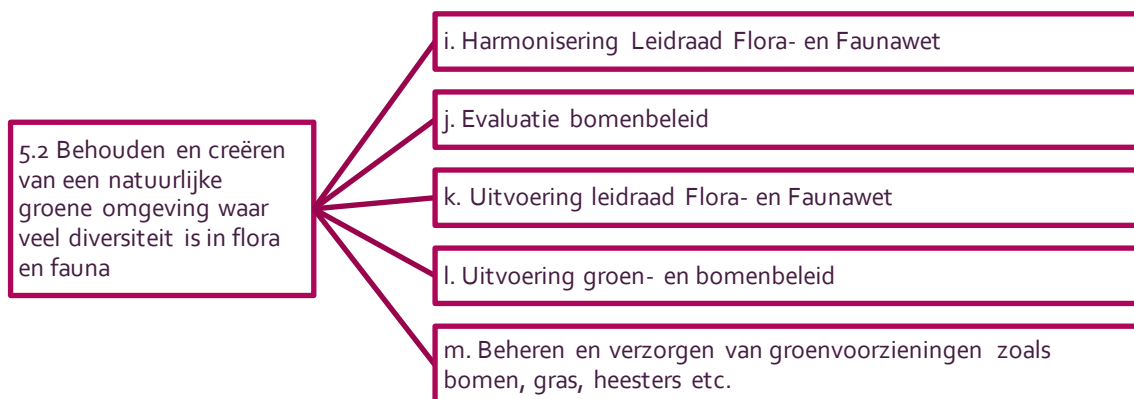 i. Harmonisering Leidraad Flora- en Faunawet
j. Evaluatie bomenbeleid
5.2 Behouden en creëren
van een natuurlijke
groene omgeving waar
veel diversiteit is in flora
en fauna
k. Uitvoering leidraad Flora- en Faunawet
l. Uitvoering groen- en bomenbeleid
m. Beheren en verzorgen van groenvoorzieningen zoals
bomen, gras, heesters etc.